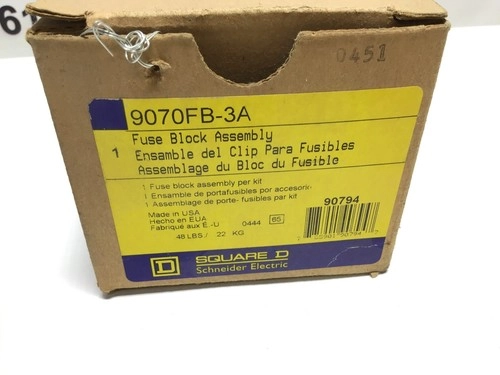 61
0451
9070FB-3A
Fuse Block Assembly
1 Ensamble del Clip Para Fusibles
Assemblage du Bloc du Fusible
1 Fuse block assembly per kit
1 Ensamble de portafusibles por accesorii-
1 Assemblage de porte- fusibles par kit
90794
Made in USA
Hecho en EUA
Fabriqué aux É.-U 0444 65
48 LBS./ 22 KG
D SQUARE D
Schneider Electric